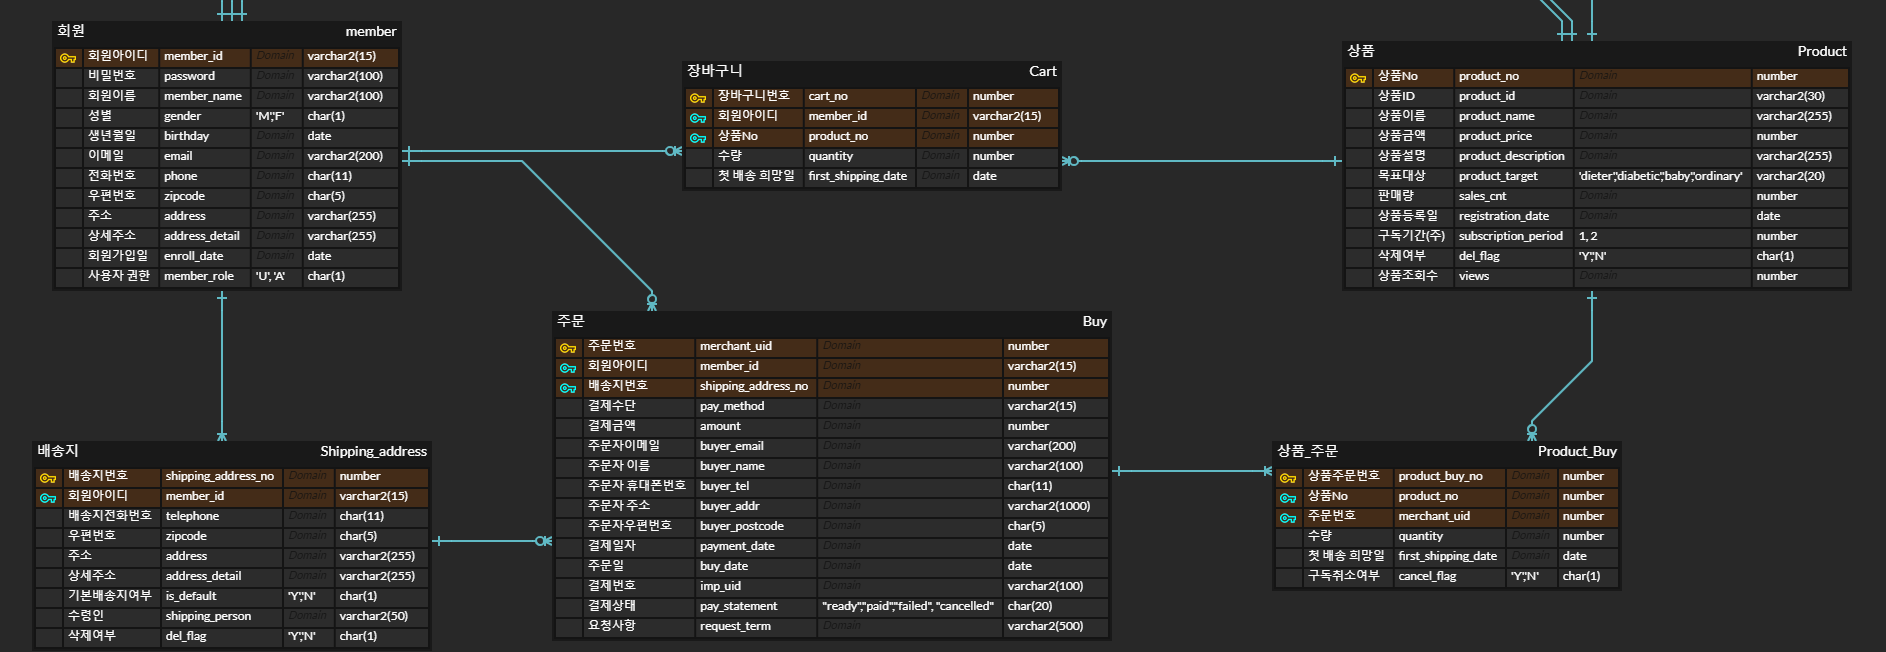 회원 member
회원아이디 member_id Domain varchar2(15)
비밀번호 password Domain varchar2(100)
회원이름 member_name Domain varchar2(100)
성별 gender 'M','F' char(1)
생년월일 birthday Domain date
이메일 email Domain varchar2(200)
전화번호 phone Domain char(11)
우편번호 zipcode Domain char(5)
주소 address Domain varchar(255)
상세주소 address_detail Domain varchar(255)
회원가입일 enroll_date Domain date
사용자 권한 member_role 'U', 'A' char(1)
장바구니 Cart
장바구니번호 cart_no Domain number
회원아이디 member_id Domain varchar2(15)
상품No product_no Domain number
수량 quantity Domain number
첫 배송 희망일 first_shipping_date Domain date
상품 Product
상품No product_no Domain number
상품ID product_id Domain varchar2(30)
상품이름 product_name Domain varchar2(255)
상품금액 product_price Domain number
상품설명 product_description Domain varchar2(255)
목표대상 product_target 'dieter','diabetic','baby','ordinary' varchar2(20)
판매량 sales_cnt Domain number
상품등록일 registration_date Domain date
구독기간(주) subscription_period 1, 2 number
삭제여부 del_flag 'Y','N' char(1)
상품조회수 views Domain number
주문 Buy
주문번호 merchant_uid Domain number
회원아이디 member_id Domain varchar2(15)
배송지번호 shipping_address_no Domain number
결제수단 pay_method Domain varchar2(15)
결제금액 amount Domain number
주문자이메일 buyer_email Domain varchar(200)
주문자 이름 buyer_name Domain varchar2(100)
주문자 휴대폰번호 buyer_tel Domain char(11)
주문자 주소 buyer_addr Domain varchar2(1000)
주문자우편번호 buyer_postcode Domain char(5)
결제일자 payment_date Domain date
주문일 buy_date Domain date
결제번호 imp_uid Domain varchar2(100)
결제상태 pay_statement "ready","paid","failed", "cancelled" char(20)
요청사항 request_term Domain varchar2(500)
배송지 Shipping_address
배송지번호 shipping_address_no Domain number
회원아이디 member_id Domain varchar2(15)
배송지전화번호 telephone Domain char(11)
우편번호 zipcode Domain char(5)
주소 address Domain varchar2(255)
상세주소 address_detail Domain varchar2(255)
기본배송지여부 is_default 'Y','N' char(1)
수령인 shipping_person Domain varchar2(50)
삭제여부 del_flag 'Y','N' char(1)
상품_주문 Product_Buy
상품주문번호 product_buy_no Domain number
상품No product_no Domain number
주문번호 merchant_uid Domain number
수량 quantity Domain number
첫 배송 희망일 first_shipping_date Domain date
구독취소여부 cancel_flag 'Y','N' char(1)